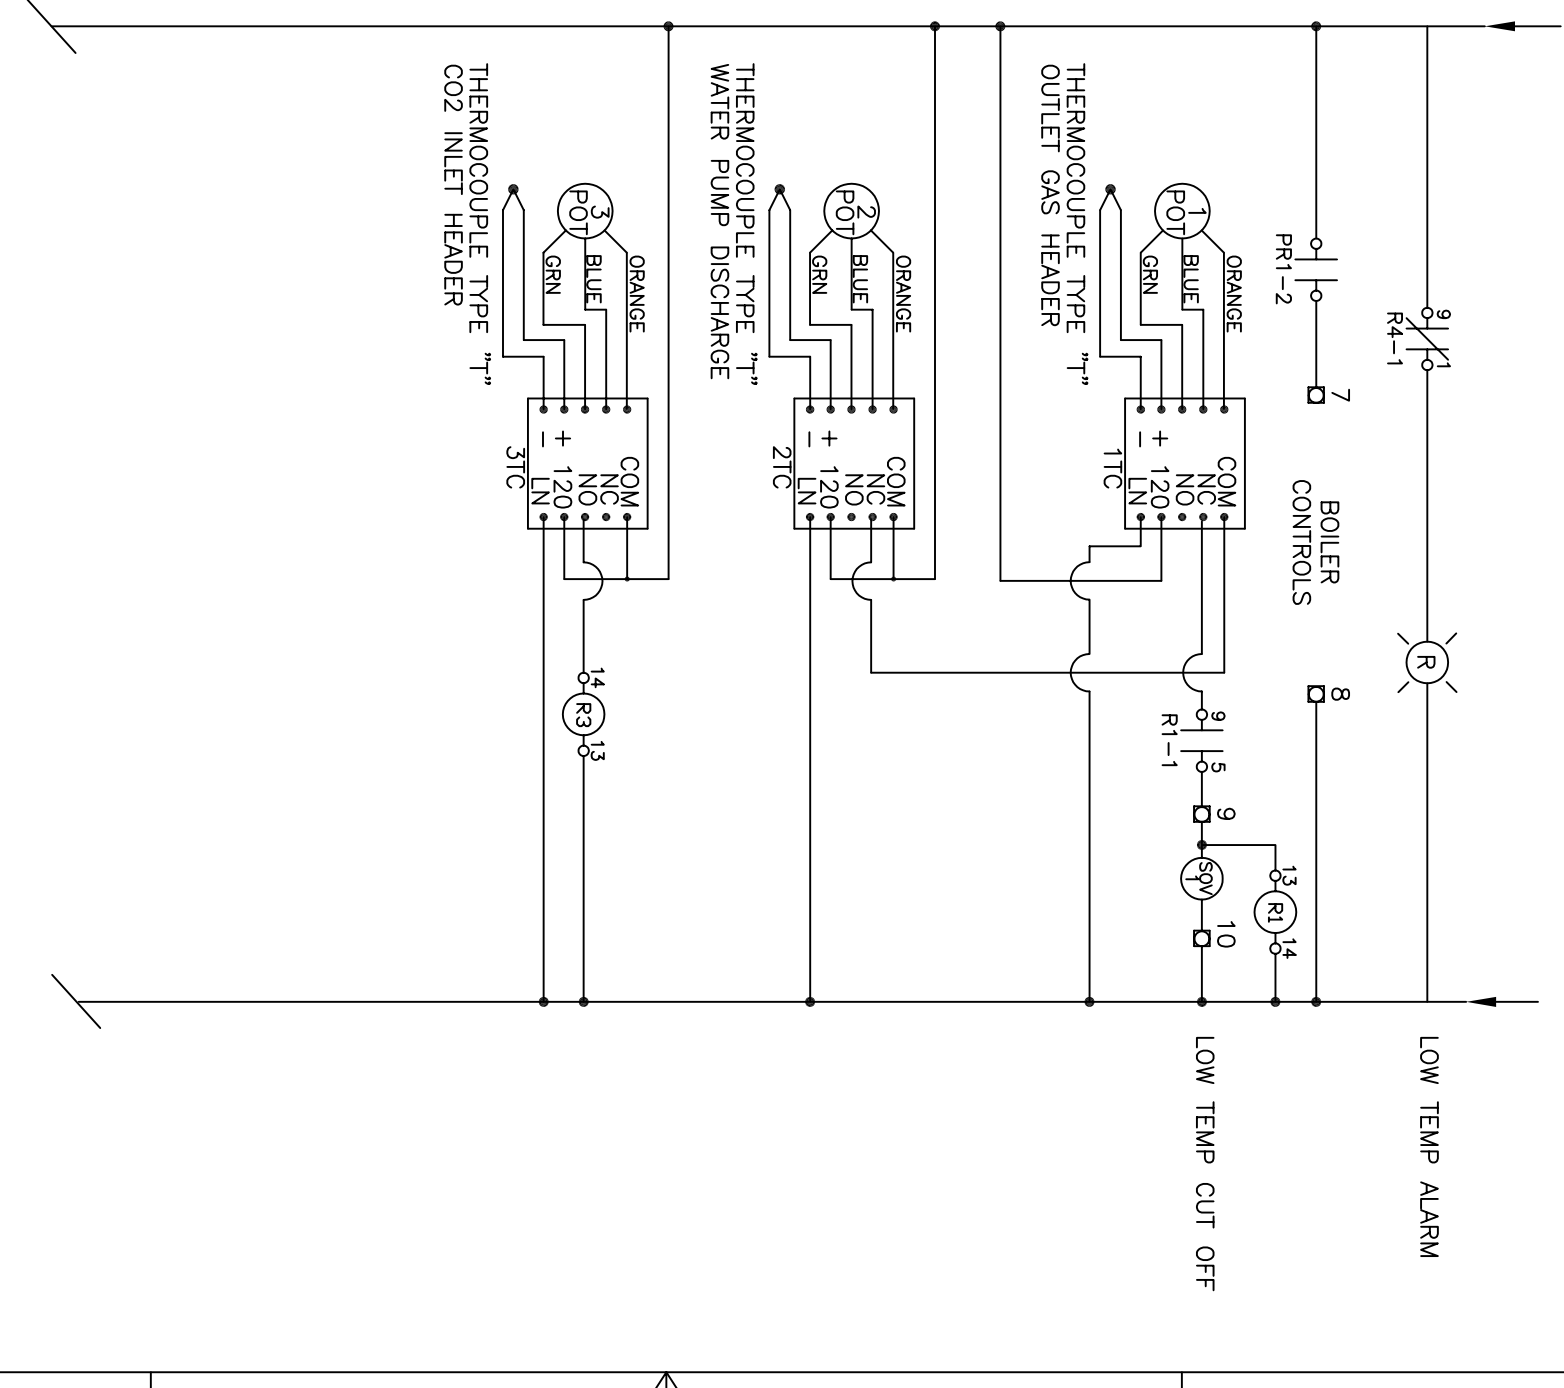 9
R4-1
1
R
LOW TEMP ALARM
PR1-2
7
BOILER
CONTROLS
8
13
R1
14
1
POT
ORANGE
BLUE
GRN
COM
NC
NO
+ 120
- LN
1TC
THERMOCOUPLE TYPE "T"
OUTLET GAS HEADER
9
R1-1
5
9
SOV
1
10
LOW TEMP CUT OFF
2
POT
ORANGE
BLUE
GRN
COM
NC
NO
+ 120
- LN
2TC
THERMOCOUPLE TYPE "T"
WATER PUMP DISCHARGE
3
POT
ORANGE
BLUE
GRN
COM
NC
NO
+ 120
- LN
3TC
14
R3
13
THERMOCOUPLE TYPE "T"
CO2 INLET HEADER